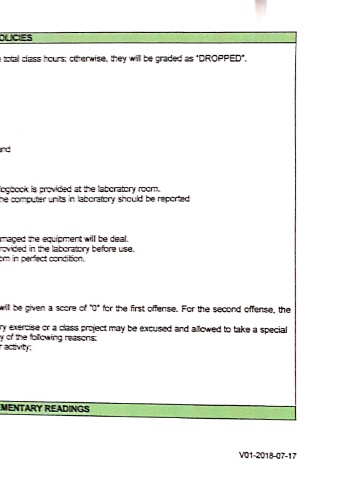 OLICIES
total class hours; otherwise, they will be graded as "DROPPED".
and
logbook is provided at the laboratory room.
he computer units in laboratory should be reported
maged the equipment will be deal.
rovided in the laboratory before use.
om in perfect condition.
will be given a score of "0" for the first offense. For the second offense, the
ry exercise or a class project may be excused and allowed to take a special
y of the following reasons:
r activity;
MENTARY READINGS
V01-2018-07-17